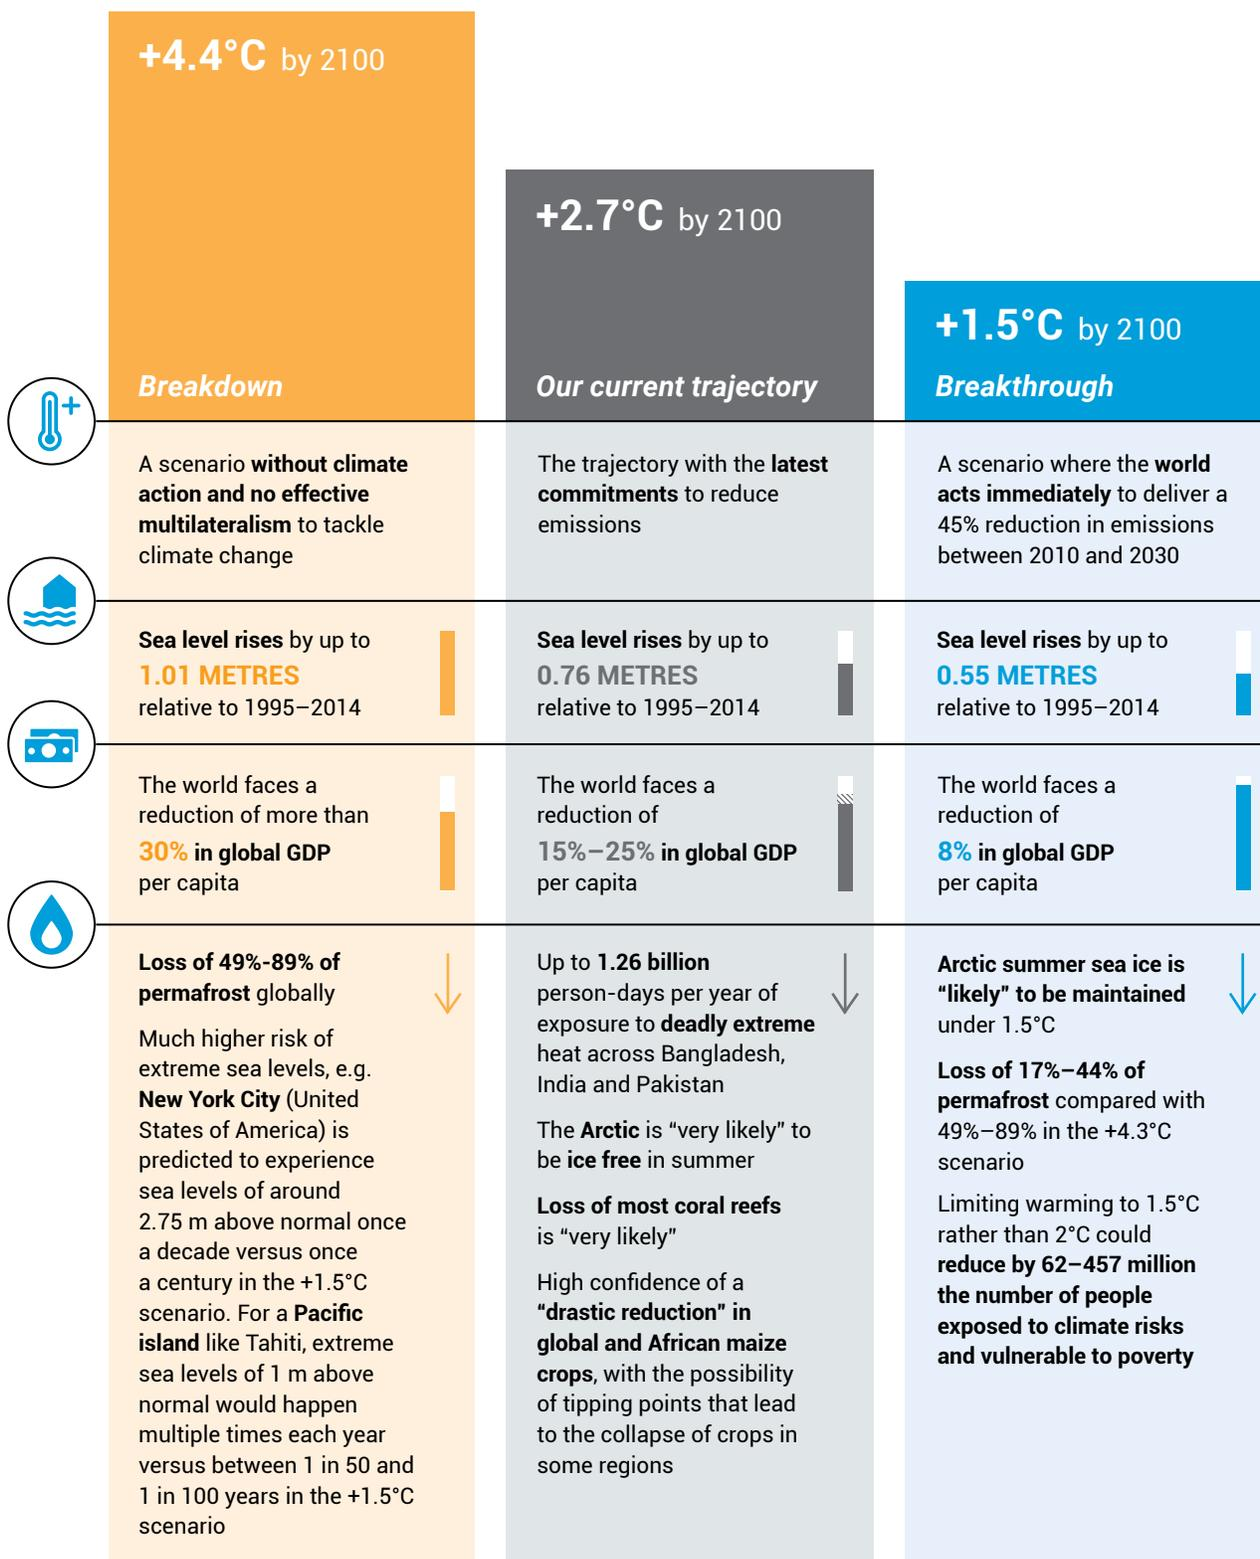 +4.4°C by 2100
Breakdown
A scenario without climate
action and no effective
multilateralism to tackle
climate change
Sea level rises by up to
1.01 METRES
relative to 1995–2014
The world faces a
reduction of more than
30% in global GDP
per capita
Loss of 49%-89% of
permafrost globally
Much higher risk of
extreme sea levels, e.g.
New York City (United
States of America) is
predicted to experience
sea levels of around
2.75 m above normal once
a decade versus once
a century in the +1.5°C
scenario. For a Pacific
island like Tahiti, extreme
sea levels of 1 m above
normal would happen
multiple times each year
versus between 1 in 50 and
1 in 100 years in the +1.5°C
scenario
+2.7°C by 2100
Our current trajectory
The trajectory with the latest
commitments to reduce
emissions
Sea level rises by up to
0.76 METRES
relative to 1995–2014
The world faces a
reduction of
15%–25% in global GDP
per capita
Up to 1.26 billion
person-days per year of
exposure to deadly extreme
heat across Bangladesh,
India and Pakistan
The Arctic is “very likely” to
be ice free in summer
Loss of most coral reefs
is “very likely”
High confidence of a
“drastic reduction” in
global and African maize
crops, with the possibility
of tipping points that lead
to the collapse of crops in
some regions
+1.5°C by 2100
Breakthrough
A scenario where the world
acts immediately to deliver a
45% reduction in emissions
between 2010 and 2030
Sea level rises by up to
0.55 METRES
relative to 1995–2014
The world faces a
reduction of
8% in global GDP
per capita
Arctic summer sea ice is
“likely” to be maintained
under 1.5°C
Loss of 17%–44% of
permafrost compared with
49%–89% in the +4.3°C
scenario
Limiting warming to 1.5°C
rather than 2°C could
reduce by 62–457 million
the number of people
exposed to climate risks
and vulnerable to poverty